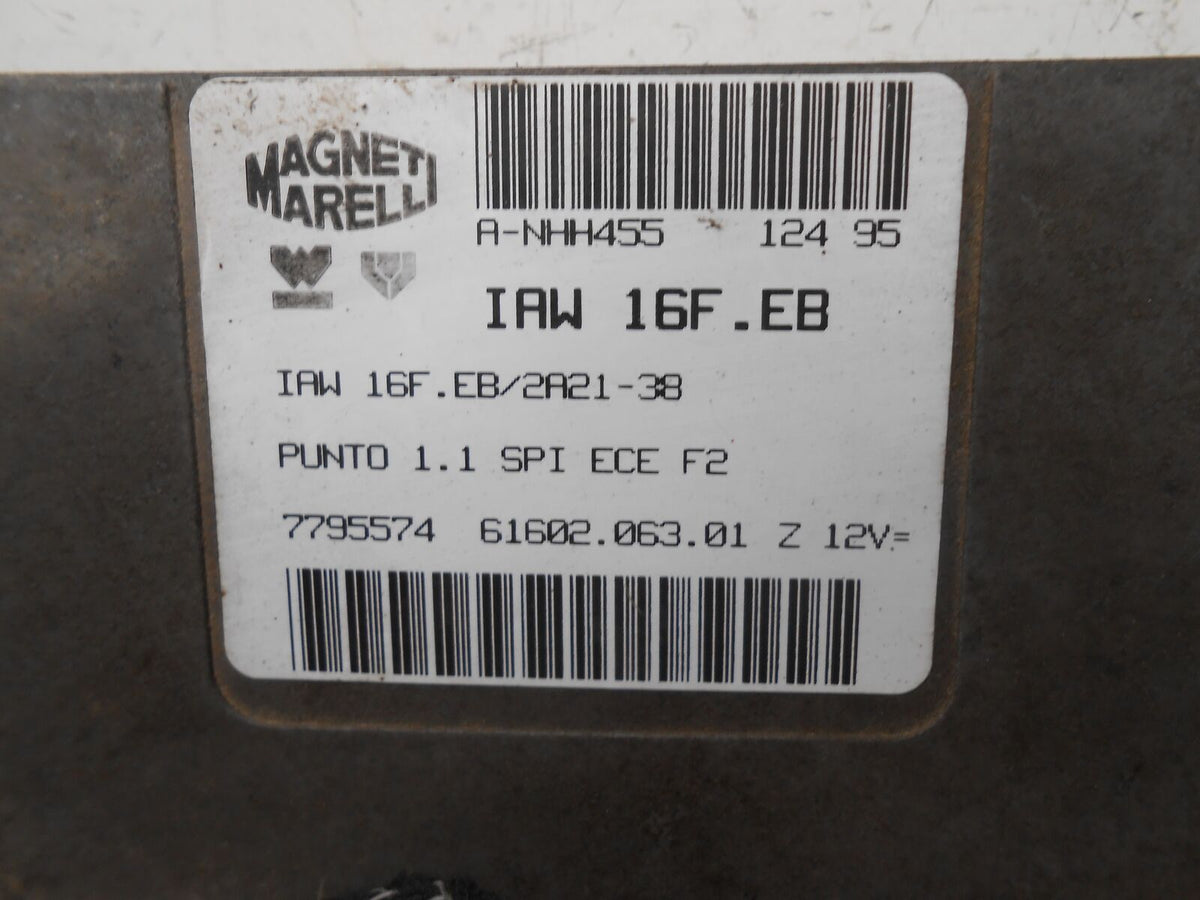 MAGNETI
MARELLI
A-NHH455 124 95
IAW 16F.EB
IAW 16F.EB/2A21-38
PUNTO 1.1 SPI ECE F2
7795574 61602.063.01 Z 12V=